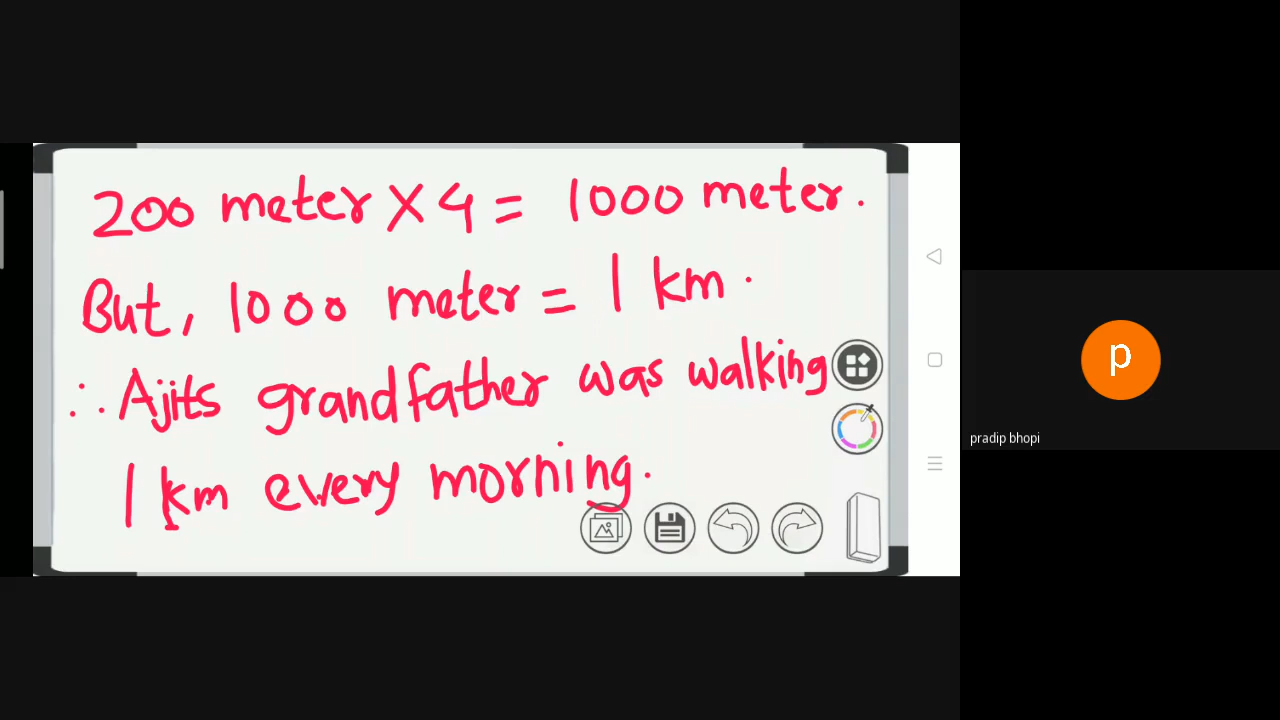 200 meter X 4 = 1000 meter.
But, 1000 meter = 1 km.
∴ Ajits grandfather was walking
1 km every morning.
p
pradip bhopi